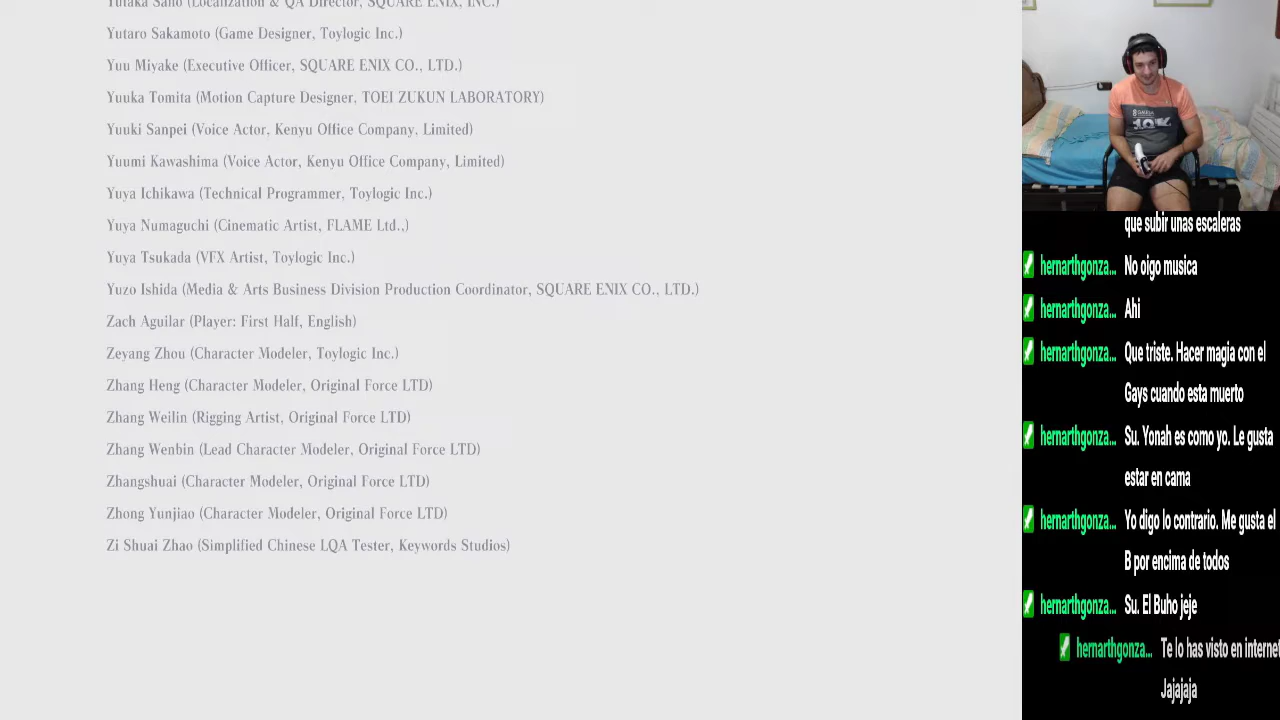 Yutaka Sano (Localization & QA Director, SQUARE ENIX, INC.)
Yutaro Sakamoto (Game Designer, Toylogic Inc.)
Yuu Miyake (Executive Officer, SQUARE ENIX CO., LTD.)
Yuuka Tomita (Motion Capture Designer, TOEI ZUKUN LABORATORY)
Yuuki Sanpei (Voice Actor, Kenyu Office Company, Limited)
Yuumi Kawashima (Voice Actor, Kenyu Office Company, Limited)
Yuya Ichikawa (Technical Programmer, Toylogic Inc.)
Yuya Numaguchi (Cinematic Artist, FLAME Ltd.,)
Yuya Tsukada (VFX Artist, Toylogic Inc.)
Yuzo Ishida (Media & Arts Business Division Production Coordinator, SQUARE ENIX CO., LTD.)
Zach Aguilar (Player: First Half, English)
Zeyang Zhou (Character Modeler, Toylogic Inc.)
Zhang Heng (Character Modeler, Original Force LTD)
Zhang Weilin (Rigging Artist, Original Force LTD)
Zhang Wenbin (Lead Character Modeler, Original Force LTD)
Zhangshuai (Character Modeler, Original Force LTD)
Zhong Yunjiao (Character Modeler, Original Force LTD)
Zi Shuai Zhao (Simplified Chinese LQA Tester, Keywords Studios)
10K
que subir unas escaleras
hernarthgonza... No oigo musica
hernarthgonza... Ahi
hernarthgonza... Que triste. Hacer magia con el
Gays cuando esta muerto
hernarthgonza... Su. Yonah es como yo. Le gusta
estar en cama
hernarthgonza... Yo digo lo contrario. Me gusta el
B por encima de todos
hernarthgonza... Su. El Buho jeje
hernarthgonza... Te lo has visto en internet
Jajajaja